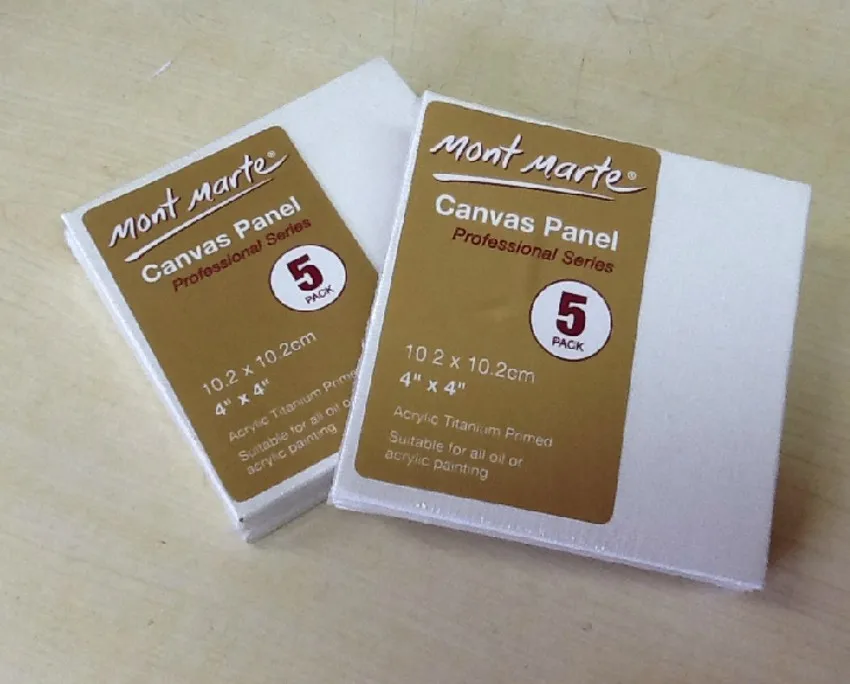 Mont Marte®
Canvas Panel
Professional Series
5
PACK
10.2 x 10.2cm
4" x 4"
Acrylic Titanium Primed
Suitable for all oil or
acrylic painting
Mont Marte®
Canvas Panel
Professional Series
5
PACK
10.2 x 10.2cm
4" x 4"
Acrylic Titanium Primed
Suitable for all oil or
acrylic painting